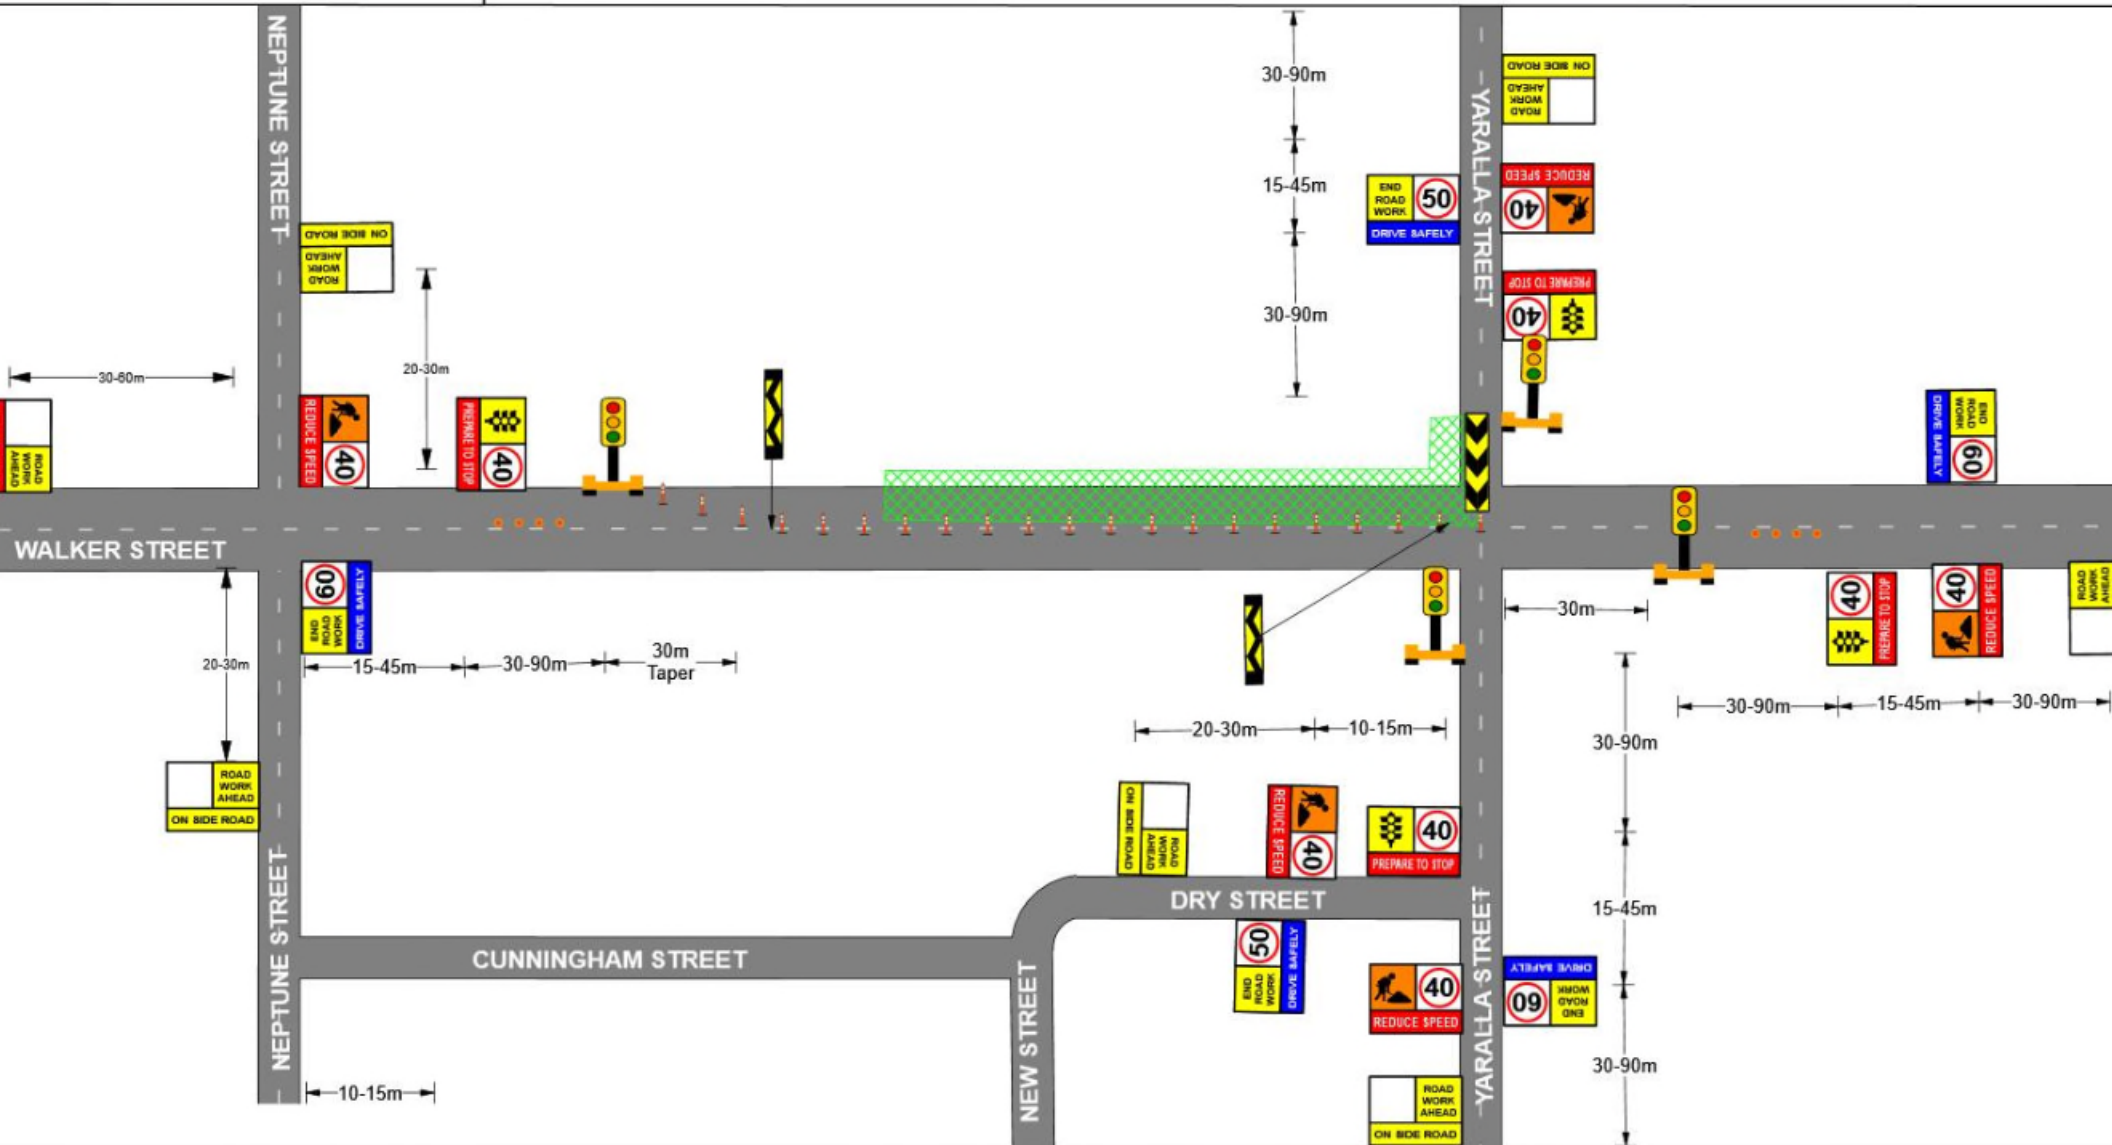 NEPTUNE STREET
30-90m
YARALLA STREET
ON SIDE ROAD
ROAD
WORK
AHEAD
15-45m
END
ROAD
WORK
50
DRIVE SAFELY
REDUCE SPEED
40
ON SIDE ROAD
ROAD
WORK
AHEAD
30-90m
PREPARE TO STOP
40
20-30m
30-60m
ROAD
WORK
AHEAD
REDUCE SPEED
40
PREPARE TO STOP
40
DRIVE SAFELY
END
ROAD
WORK
60
WALKER STREET
60
END
ROAD
WORK
DRIVE SAFELY
20-30m
15-45m
30-90m
30m
Taper
30m
40
PREPARE TO STOP
40
REDUCE SPEED
ROAD
WORK
AHEAD
30-90m
15-45m
30-90m
20-30m
10-15m
30-90m
ROAD
WORK
AHEAD
ON SIDE ROAD
ON SIDE ROAD
ROAD
WORK
AHEAD
REDUCE SPEED
40
40
PREPARE TO STOP
DRY STREET
15-45m
NEPTUNE STREET
CUNNINGHAM STREET
50
END
ROAD
WORK
DRIVE SAFELY
NEW STREET
40
REDUCE SPEED
YARALLA STREET
DRIVE SAFELY
60
END
ROAD
WORK
30-90m
10-15m
ROAD
WORK
AHEAD
ON SIDE ROAD